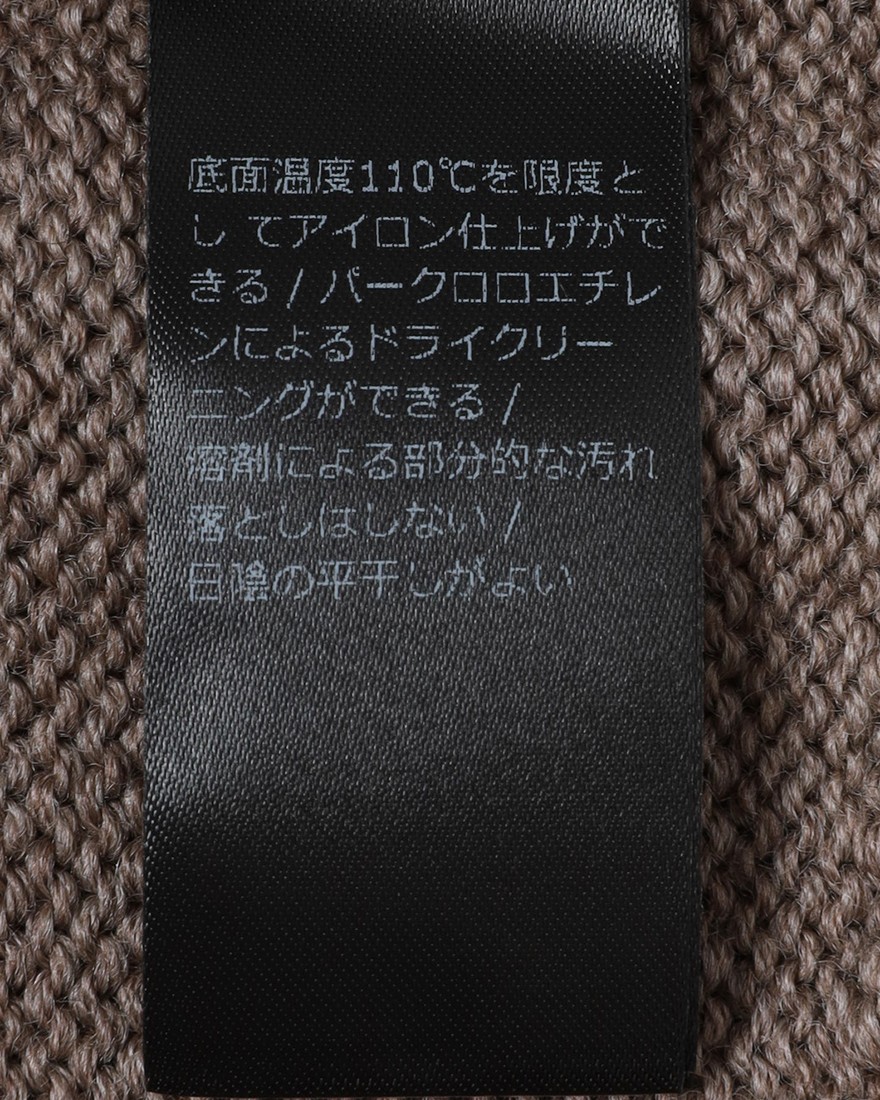 底面温度110℃を限度と
し てアイロン仕上げがで
きる / パークロロエチレ
ンによるドライクリー
ニングができる /
溶剤による部分的な汚れ
落としはしない /
日陰の平干しがよい